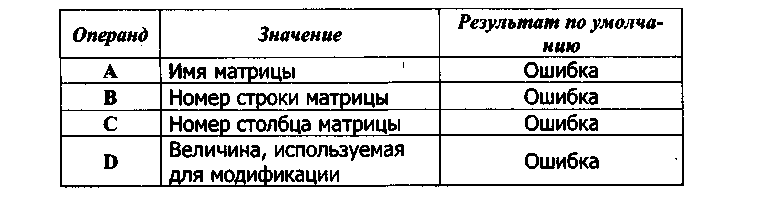 Операнд Значение Результат по умолча-
нию
A Имя матрицы Ошибка
B Номер строки матрицы Ошибка
C Номер столбца матрицы Ошибка
D Величина, используемая Ошибка
для модификации